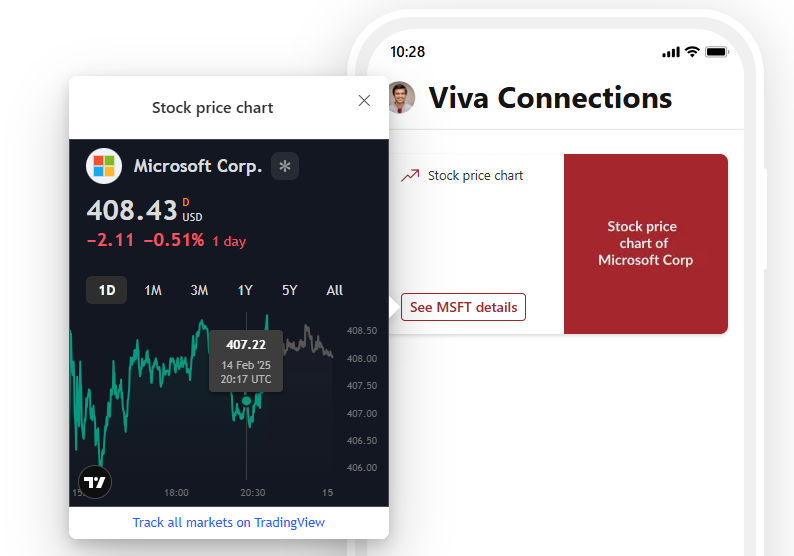 10:28
Viva Connections
Stock price chart
Stock price
chart of
Microsoft Corp
See MSFT details
Stock price chart
Microsoft Corp.
408.43 D
USD
−2.11 −0.51% 1 day
1D 1M 3M 1Y 5Y All
407.22
14 Feb '25
20:17 UTC
408.50
408.00
407.50
407.00
406.50
406.00
18:00 20:30 15
Track all markets on TradingView